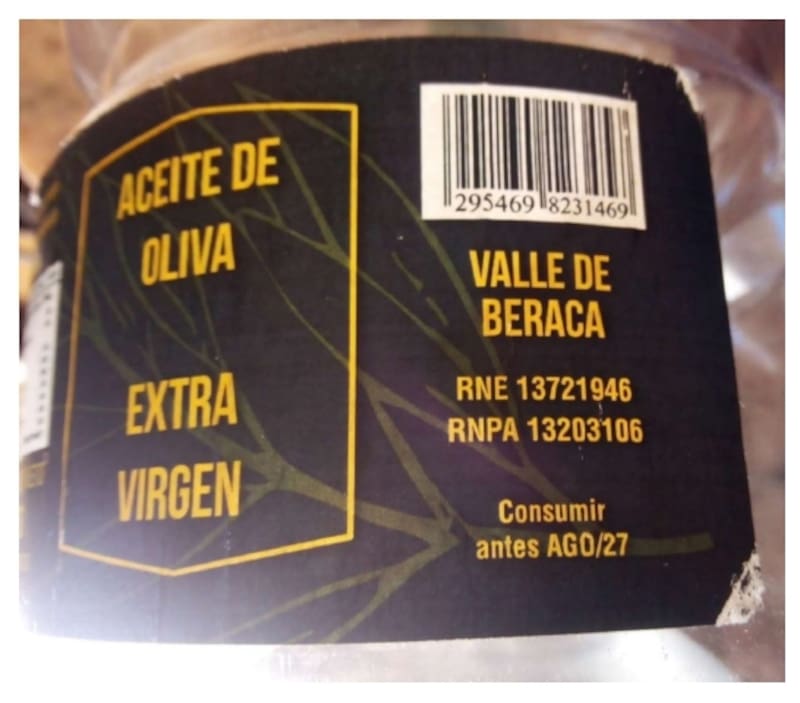 ACEITE DE
OLIVA
EXTRA
VIRGEN
295469 8231469
VALLE DE
BERACA
RNE 13721946
RNPA 13203106
Consumir
antes AGO/27